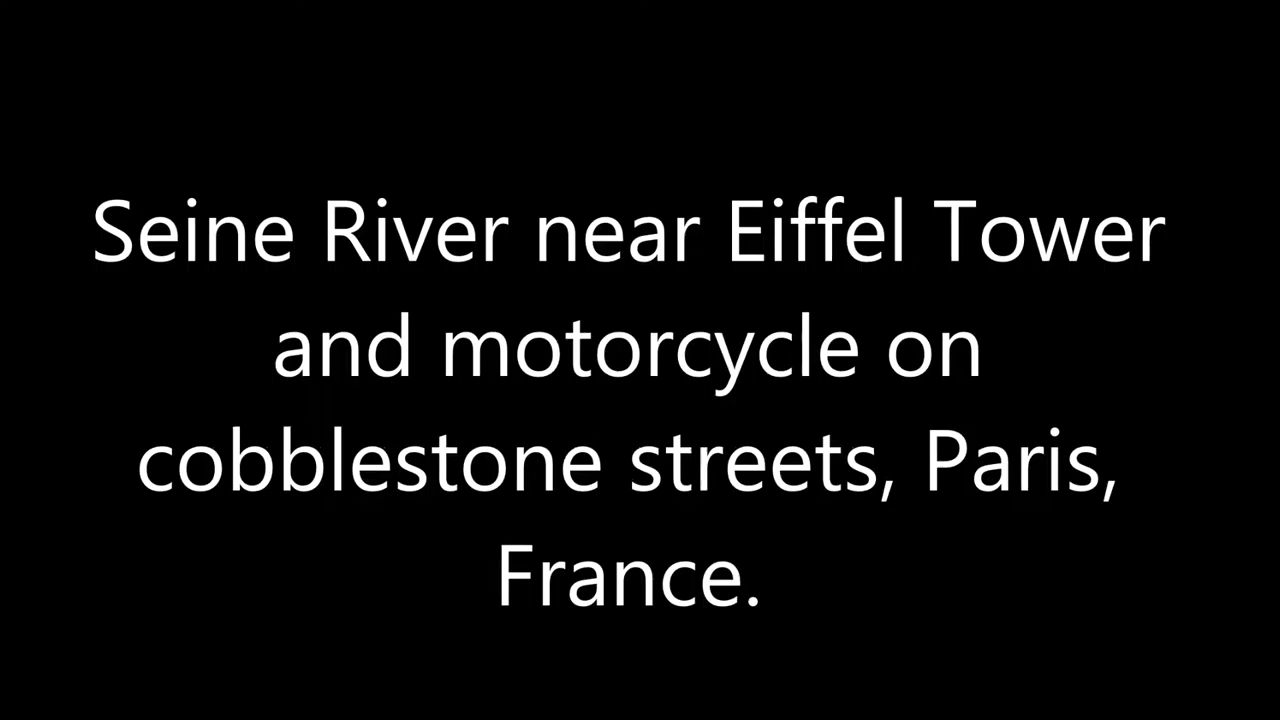 Seine River near Eiffel Tower
and motorcycle on
cobblestone streets, Paris,
France.